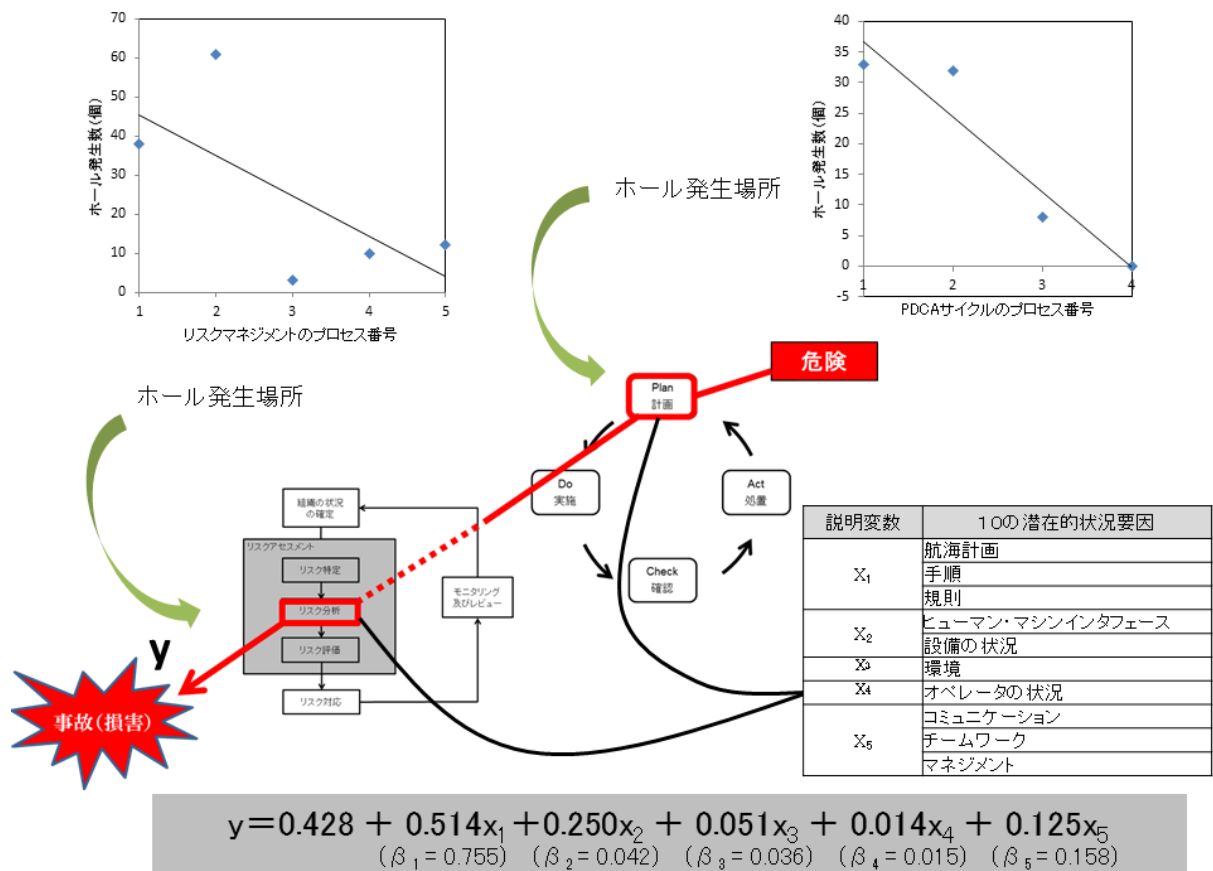 70
60
50
40
30
20
10
0
ホール発生数(個)
1 2 3 4 5
リスクマネジメントのプロセス番号
40
35
30
25
20
15
10
5
0
-5
ホール発生数(個)
1 2 3 4
PDCAサイクルのプロセス番号
ホール発生場所
ホール発生場所
危険
Plan
計画
Do
実施
Act
処置
Check
確認
組織の状況
の確定
リスクアセスメント
リスク特定
リスク分析
リスク評価
リスク対応
モニタリング
及びレビュー
y
事故(損害)
説明変数 10の潜在的状況要因
X₁ 航海計画
手順
規則
X₂ ヒューマン・マシンインタフェース
設備の状況
X₃ 環境
X₄ オペレータの状況
X₅ コミュニケーション
チームワーク
マネジメント
y=0.428 + 0.514x₁ +0.250x₂ + 0.051x₃ + 0.014x₄ + 0.125x₅
(β₁=0.755) (β₂=0.042) (β₃=0.036) (β₄=0.015) (β₅=0.158)